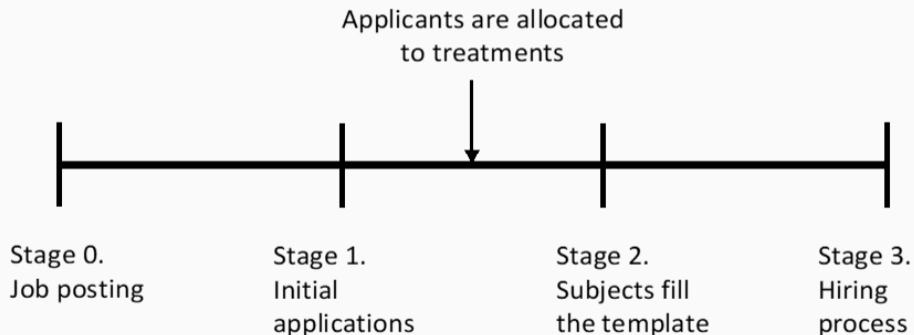 Applicants are allocated
to treatments
Stage 0.
Job posting
Stage 1.
Initial
applications
Stage 2.
Subjects fill
the template
Stage 3.
Hiring
process